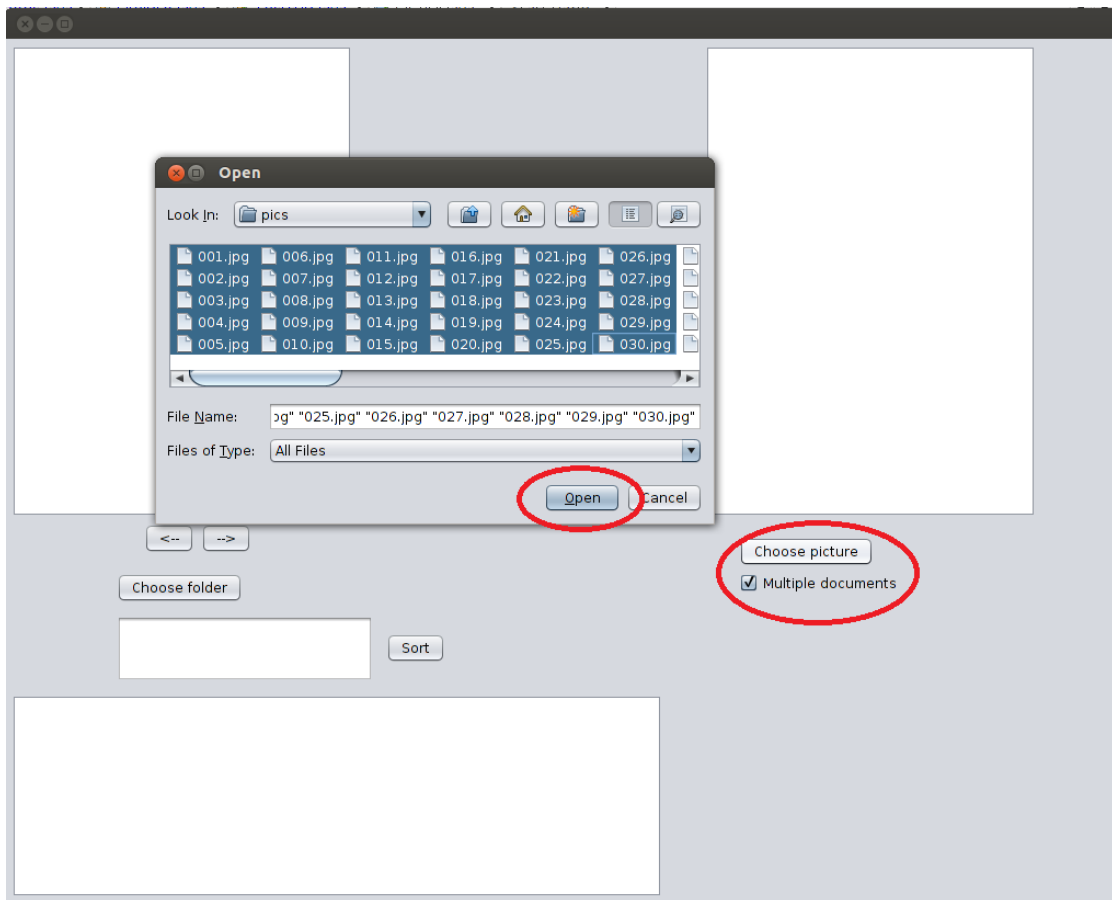 Open
Look In: pics
001.jpg 006.jpg 011.jpg 016.jpg 021.jpg 026.jpg
002.jpg 007.jpg 012.jpg 017.jpg 022.jpg 027.jpg
003.jpg 008.jpg 013.jpg 018.jpg 023.jpg 028.jpg
004.jpg 009.jpg 014.jpg 019.jpg 024.jpg 029.jpg
005.jpg 010.jpg 015.jpg 020.jpg 025.jpg 030.jpg
File Name: "025.jpg" "026.jpg" "027.jpg" "028.jpg" "029.jpg" "030.jpg"
Files of Type: All Files
Open Cancel
<-- -->
Choose picture
Multiple documents
Choose folder
Sort